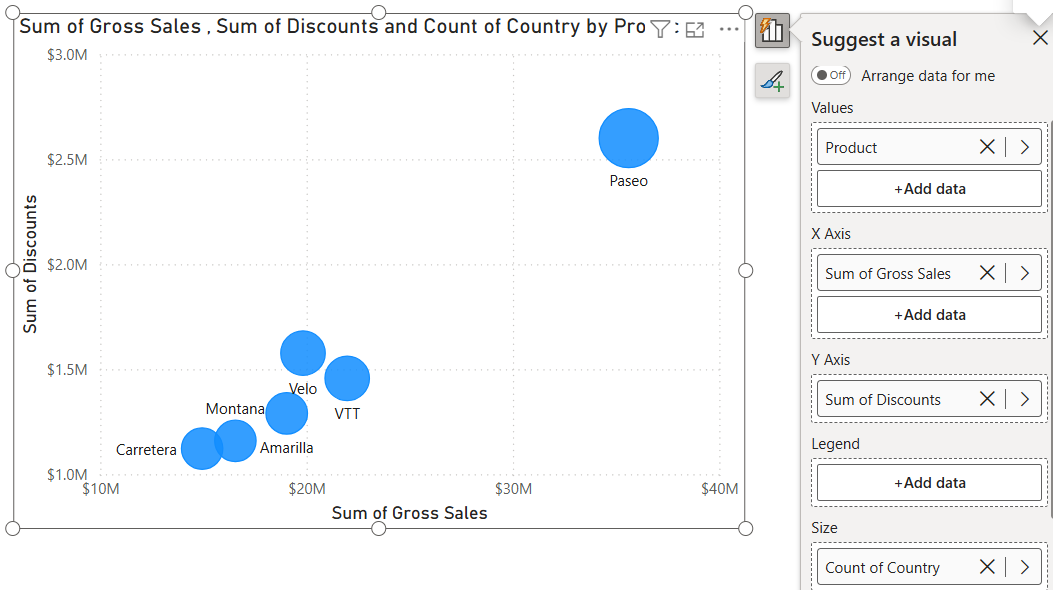 Sum of Gross Sales , Sum of Discounts and Count of Country by Pro
$3.0M
$2.5M
$2.0M
$1.5M
$1.0M
Sum of Discounts
Paseo
Velo
VTT
Montana
Amarilla
Carretera
$10M
$20M
$30M
$40M
Sum of Gross Sales
Suggest a visual
Off Arrange data for me
Values
Product
+Add data
X Axis
Sum of Gross Sales
+Add data
Y Axis
Sum of Discounts
Legend
+Add data
Size
Count of Country